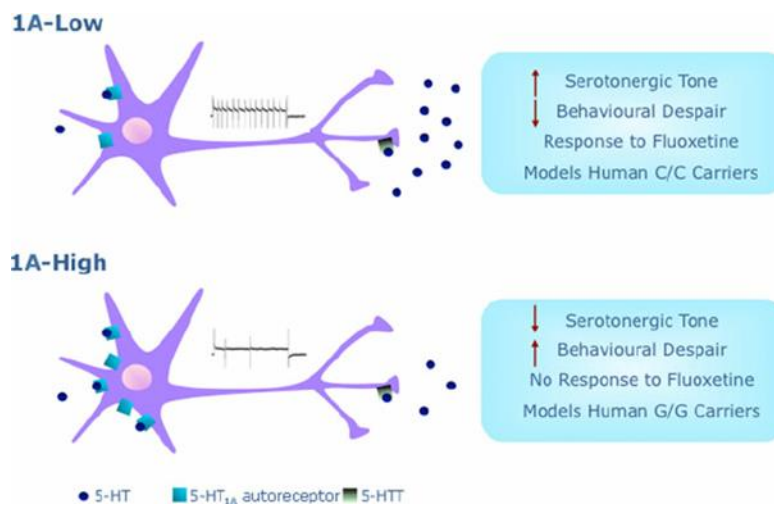 1A-Low
Serotonergic Tone
Behavioural Despair
Response to Fluoxetine
Models Human C/C Carriers
1A-High
Serotonergic Tone
Behavioural Despair
No Response to Fluoxetine
Models Human G/G Carriers
5-HT 5-HT1A autoreceptor 5-HTT